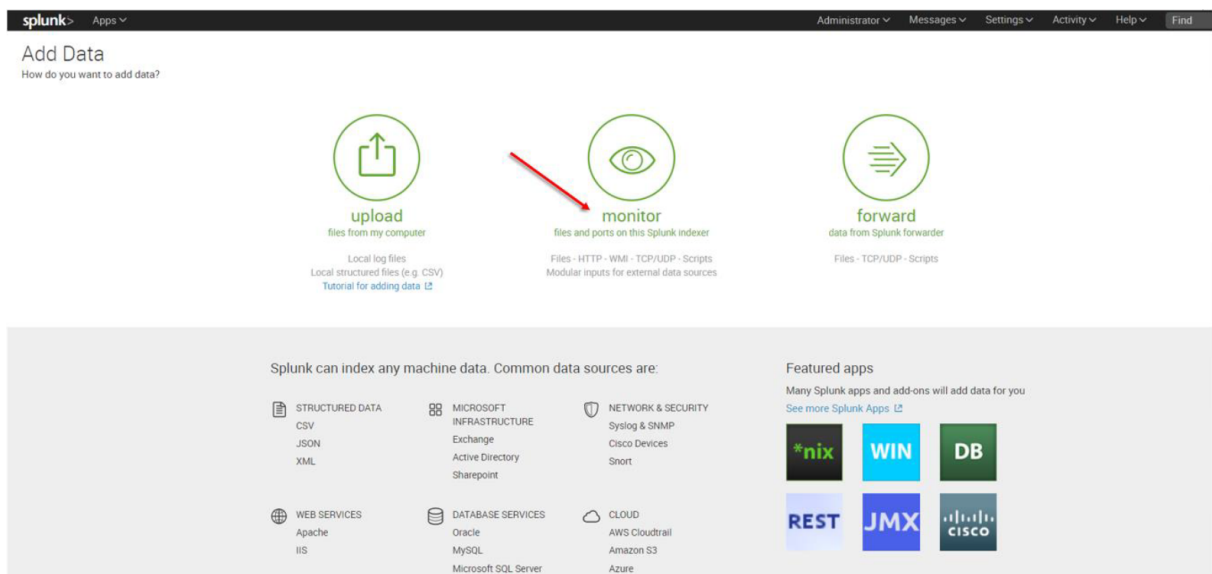 splunk> Apps Administrator Messages Settings Activity Help Find
Add Data
How do you want to add data?
upload
files from my computer
Local log files
Local structured files (e.g. CSV)
Tutorial for adding data
monitor
files and ports on this Splunk indexer
Files - HTTP - WMI - TCP/UDP - Scripts
Modular inputs for external data sources
forward
data from Splunk forwarder
Files - TCP/UDP - Scripts
Splunk can index any machine data. Common data sources are:
STRUCTURED DATA
CSV
JSON
XML
MICROSOFT
INFRASTRUCTURE
Exchange
Active Directory
Sharepoint
NETWORK & SECURITY
Syslog & SNMP
Cisco Devices
Snort
WEB SERVICES
Apache
IIS
DATABASE SERVICES
Oracle
MySQL
Microsoft SQL Server
CLOUD
AWS Cloudtrail
Amazon S3
Azure
Featured apps
Many Splunk apps and add-ons will add data for you
See more Splunk Apps
*nix
WIN
DB
REST
JMX
CISCO